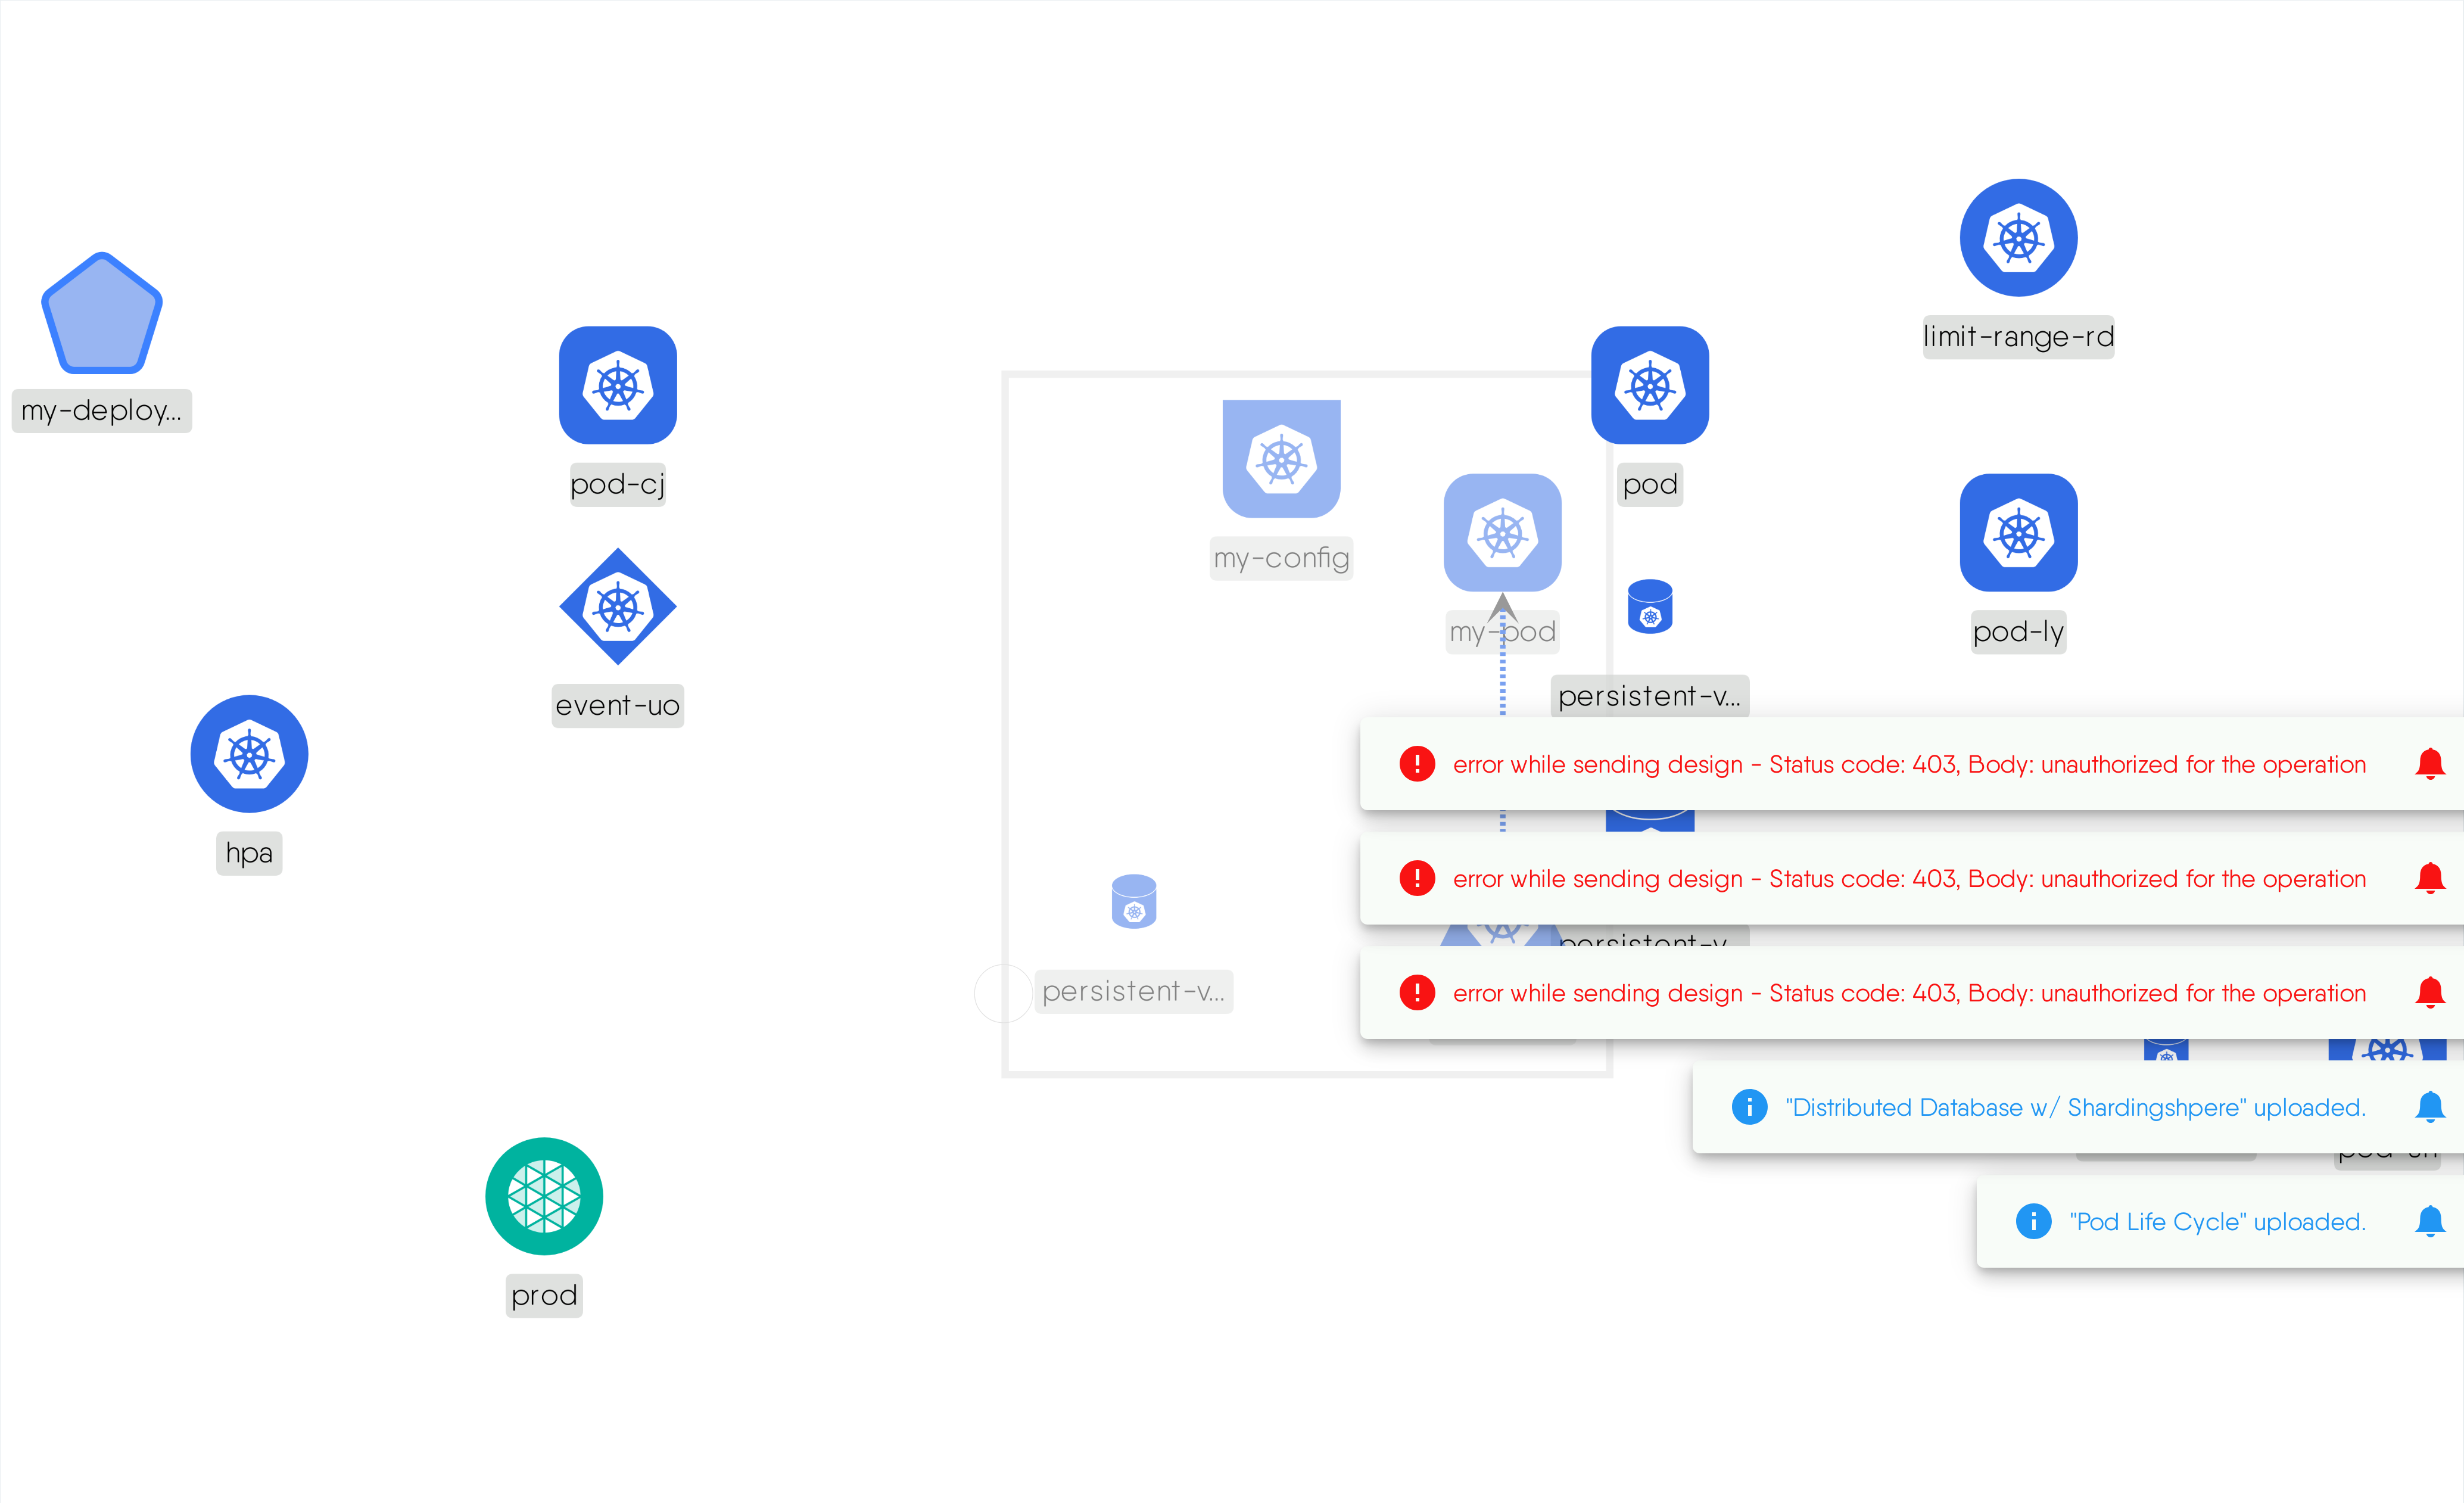 limit-range-rd
my-deploy...
pod-cj
pod
my-config
my-pod
pod-ly
persistent-v...
event-uo
error while sending design - Status code: 403, Body: unauthorized for the operation
hpa
error while sending design - Status code: 403, Body: unauthorized for the operation
persistent-v
persistent-v...
error while sending design - Status code: 403, Body: unauthorized for the operation
"Distributed Database w/ Shardingshpere" uploaded.
"Pod Life Cycle" uploaded.
prod